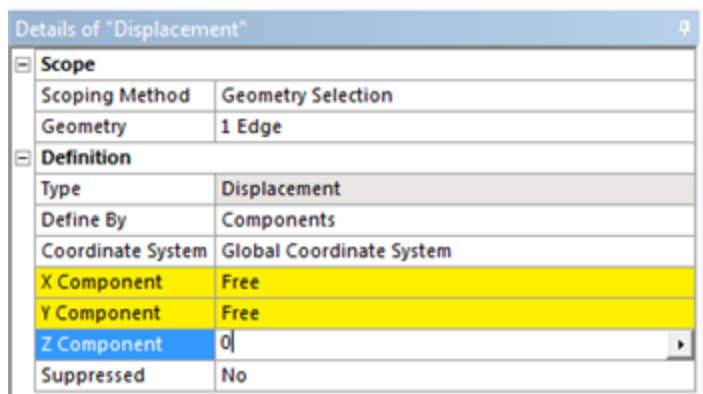 Details of "Displacement"
Scope
Scoping Method Geometry Selection
Geometry 1 Edge
Definition
Type Displacement
Define By Components
Coordinate System Global Coordinate System
X Component Free
Y Component Free
Z Component 0
Suppressed No